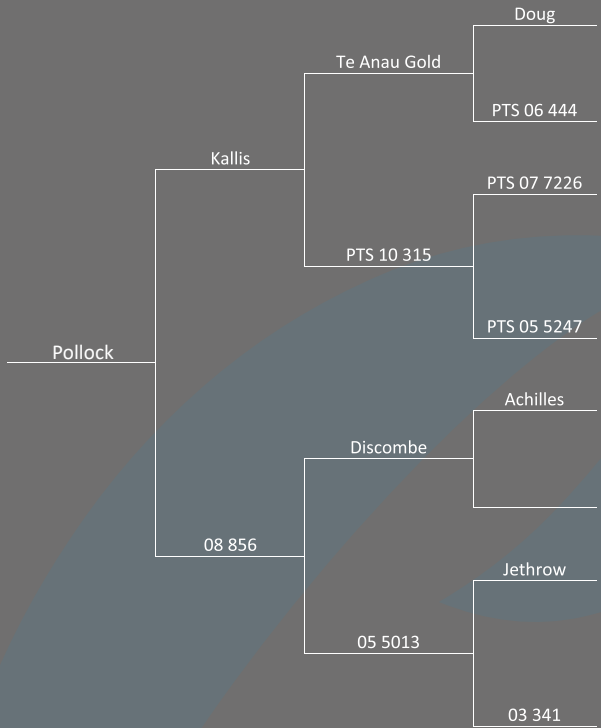 Doug
Te Anau Gold
PTS 06 444
Kallis
PTS 07 7226
PTS 10 315
PTS 05 5247
Pollock
Achilles
Discombe
08 856
Jethrow
05 5013
03 341